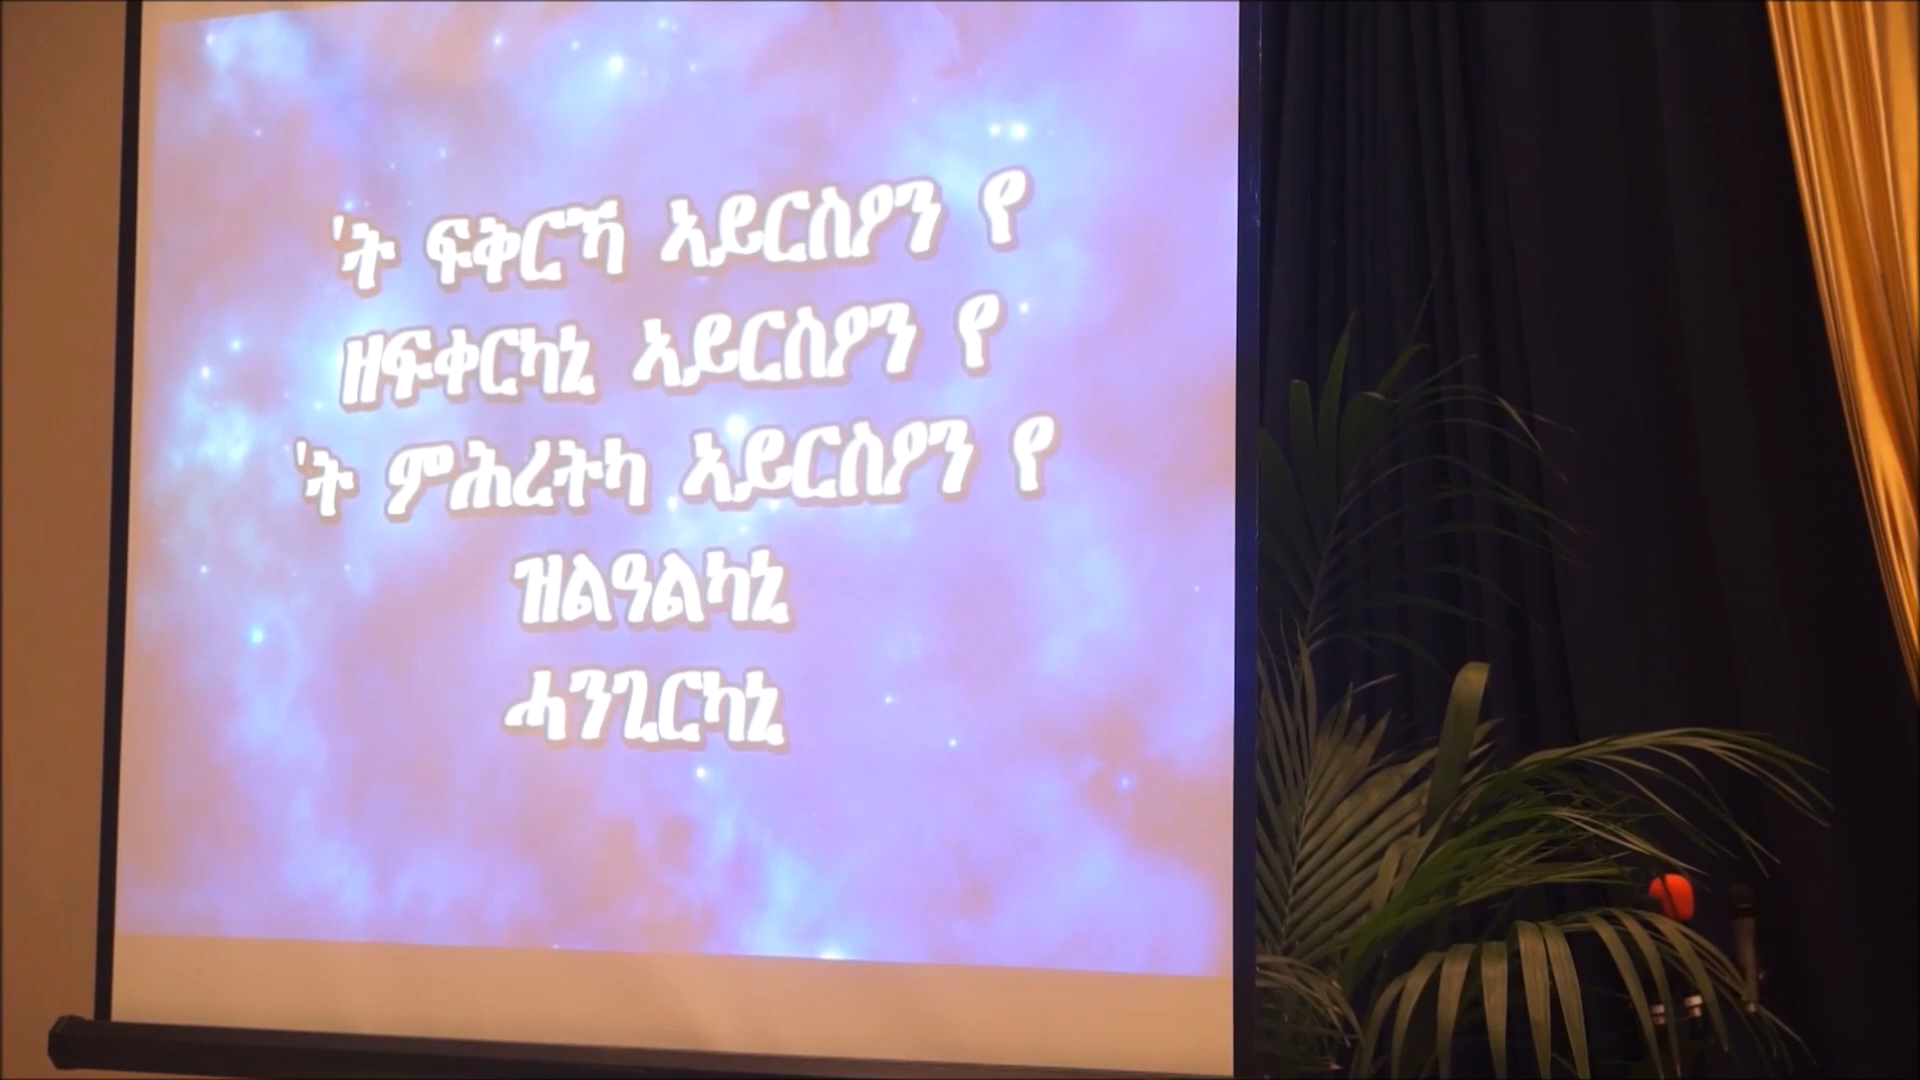 'ት ፍቅርኻ ኣይርስዖን የ
ዘፍቀርካኒ ኣይርስዖን የ
'ት ምሕረትካ ኣይርስዖን የ
ዝልዓልካኒ
ሓንጊርካኒ